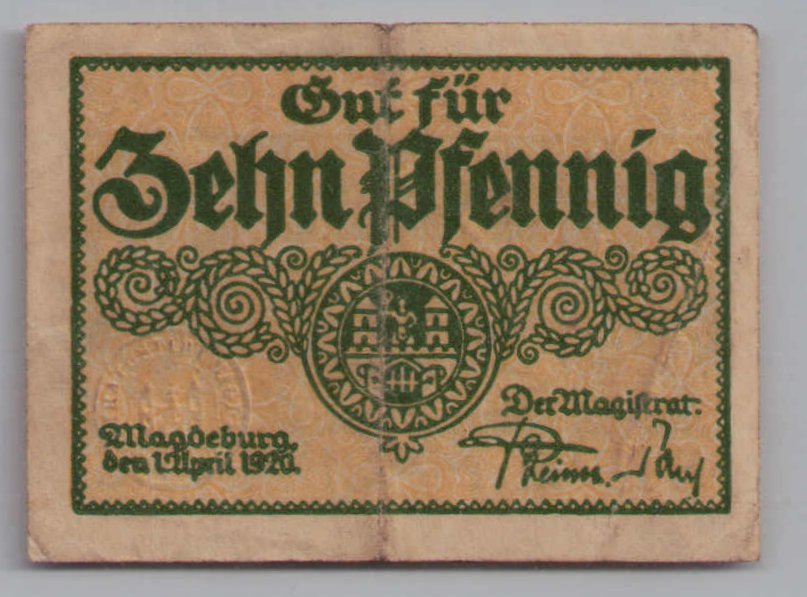 Gut für
Zehn Pfennig
Der Magistrat:
Magdeburg,
den 1. April 1920.